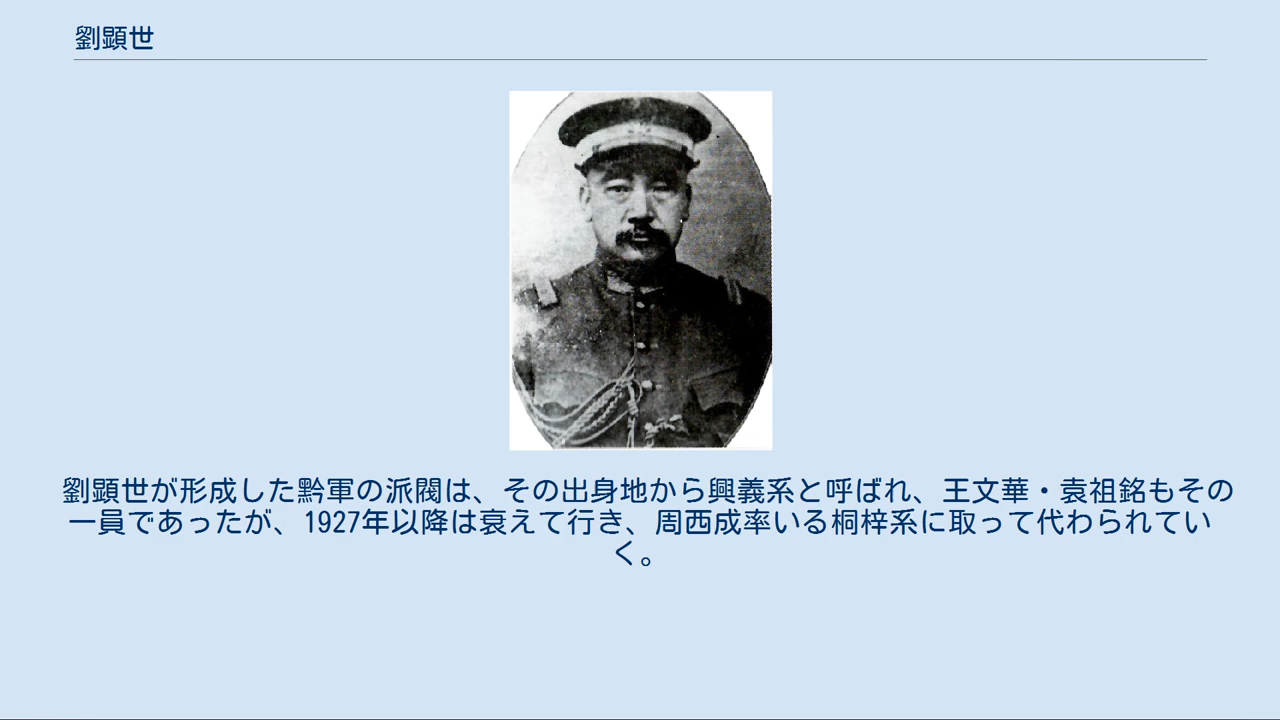 劉顕世
劉顕世が形成した黔軍の派閥は、その出身地から興義系と呼ばれ、王文華・袁祖銘もその
一員であったが、1927年以降は衰えて行き、周西成率いる桐梓系に取って代わられてい
く。